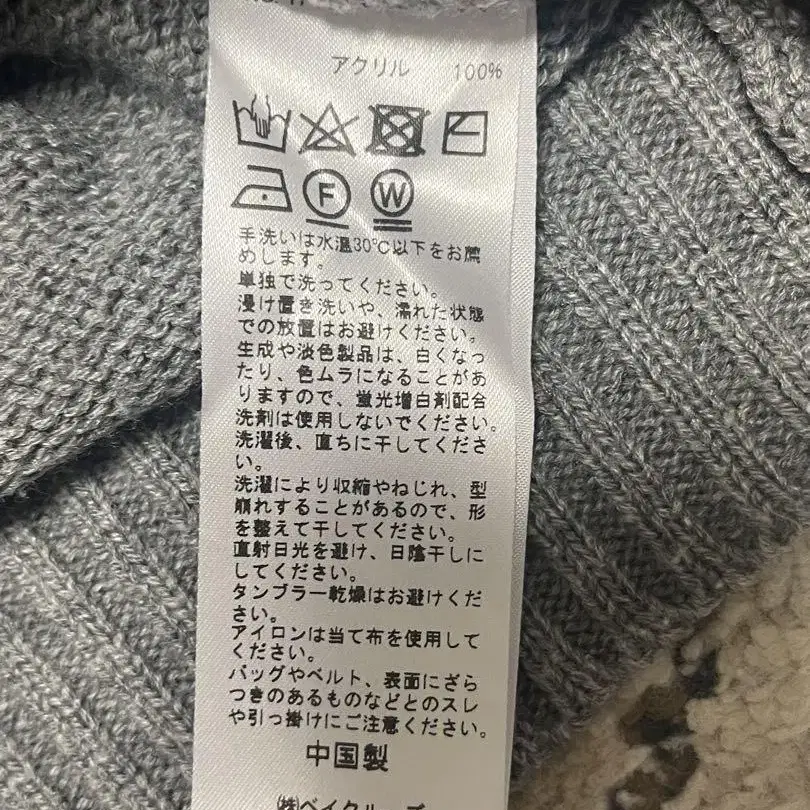 アクリル 100%
F W
手洗いは水温30℃以下をお薦
めします。
単独で洗ってください。
浸け置き洗いや、濡れた状態
での放置はお避けください。
生成や淡色製品は、白くなっ
たり、色ムラになることがあ
りますので、蛍光増白剤配合
洗剤は使用しないでください。
洗濯後、直ちに干してくださ
い。
洗濯により収縮やねじれ、型
崩れすることがあるので、形
を整えて干してください。
直射日光を避け、日陰干しに
してください。
タンブラー乾燥はお避けくだ
さい。
アイロンは当て布を使用して
ください。
バッグやベルト、表面にざら
つきのあるものなどとのスレ
や引っ掛けにご注意ください。
中国製
㈱ベイクルーズ